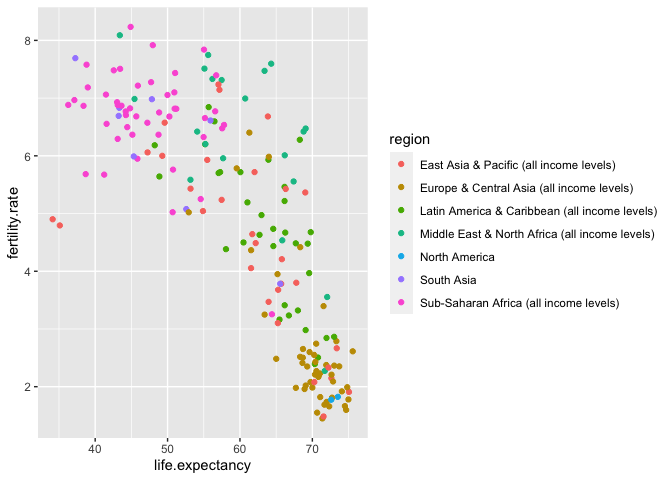 8
6
4
2
fertility.rate
40
50
60
70
life.expectancy
region
East Asia & Pacific (all income levels)
Europe & Central Asia (all income levels)
Latin America & Caribbean (all income levels)
Middle East & North Africa (all income levels)
North America
South Asia
Sub-Saharan Africa (all income levels)